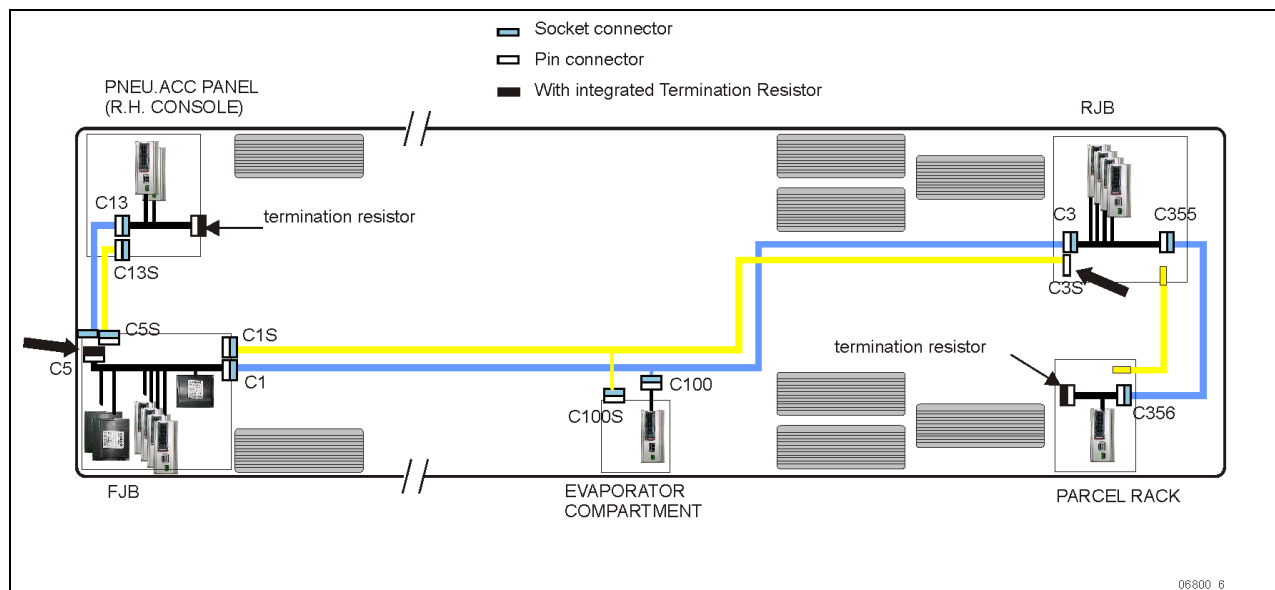 Socket connector
Pin connector
With integrated Termination Resistor
PNEU.ACC PANEL
(R.H. CONSOLE)
RJB
C13
termination resistor
C13S
C3
C355
C3S
C5S
C5
C1S
C1
termination resistor
C100
C100S
C356
FJB
EVAPORATOR
COMPARTMENT
PARCEL RACK
06800_6